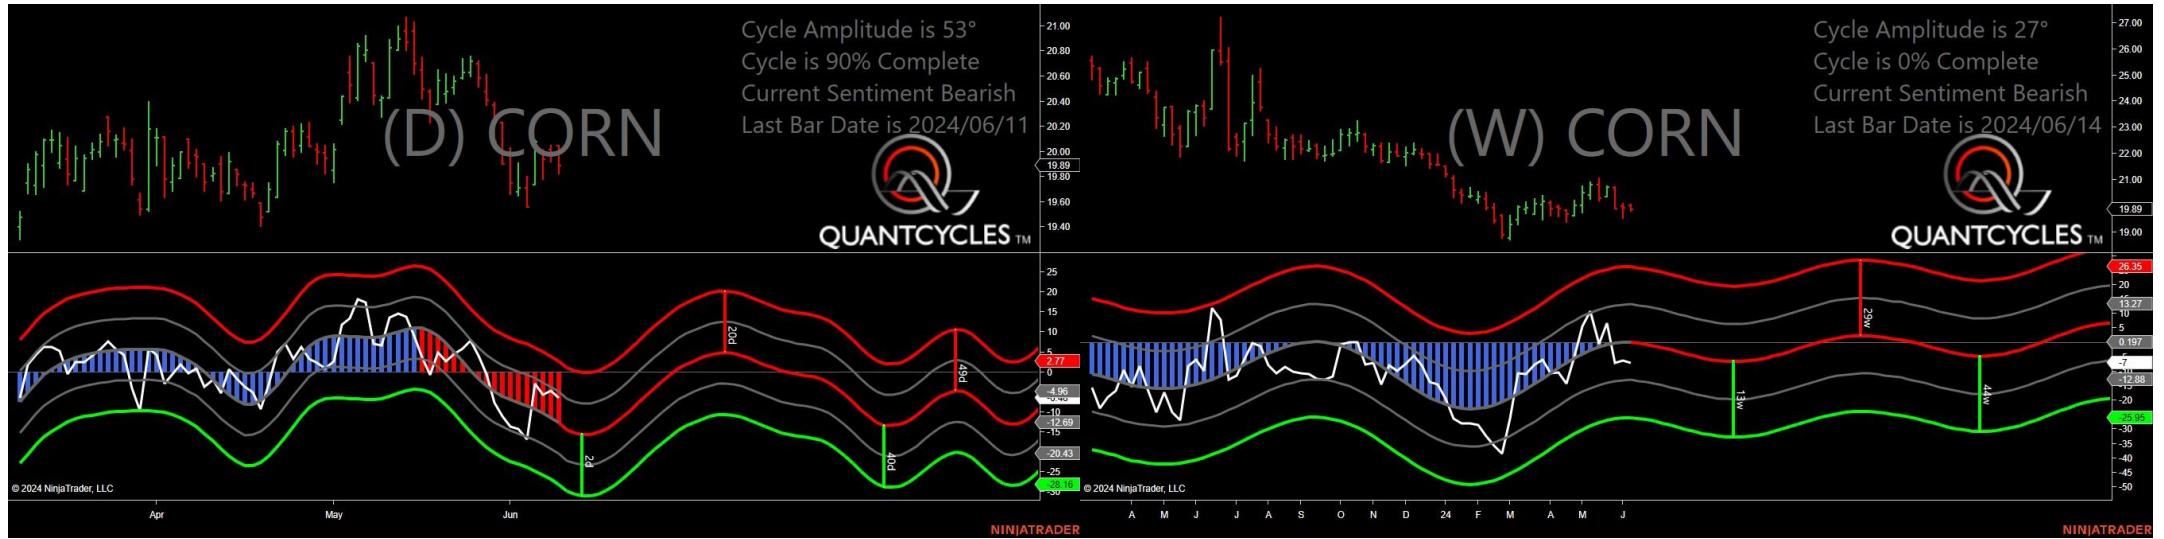 Cycle Amplitude is 53°
Cycle is 90% Complete
Current Sentiment Bearish
Last Bar Date is 2024/06/11
(D) CORN
QUANTCYCLES TM
21.00
20.80
20.60
20.40
20.20
20.00
19.89
19.80
19.60
19.40
25
20
15
10
5
2.77
0
-4.96
-10
-12.69
-15
-20.43
-25
-28.16
-30
2d
20d
40d
49d
© 2024 NinjaTrader, LLC
Apr
May
Jun
NINJATRADER
Cycle Amplitude is 27°
Cycle is 0% Complete
Current Sentiment Bearish
Last Bar Date is 2024/06/14
(W) CORN
QUANTCYCLES TM
27.00
26.00
25.00
24.00
23.00
22.00
21.00
19.89
19.00
26.35
20
13.27
10
5
0.197
-7
-12.88
-20
-25.95
-30
-35
-40
-45
-50
13w
29w
44w
© 2024 NinjaTrader, LLC
A M J J A S O N D 24 F M A M J
NINJATRADER